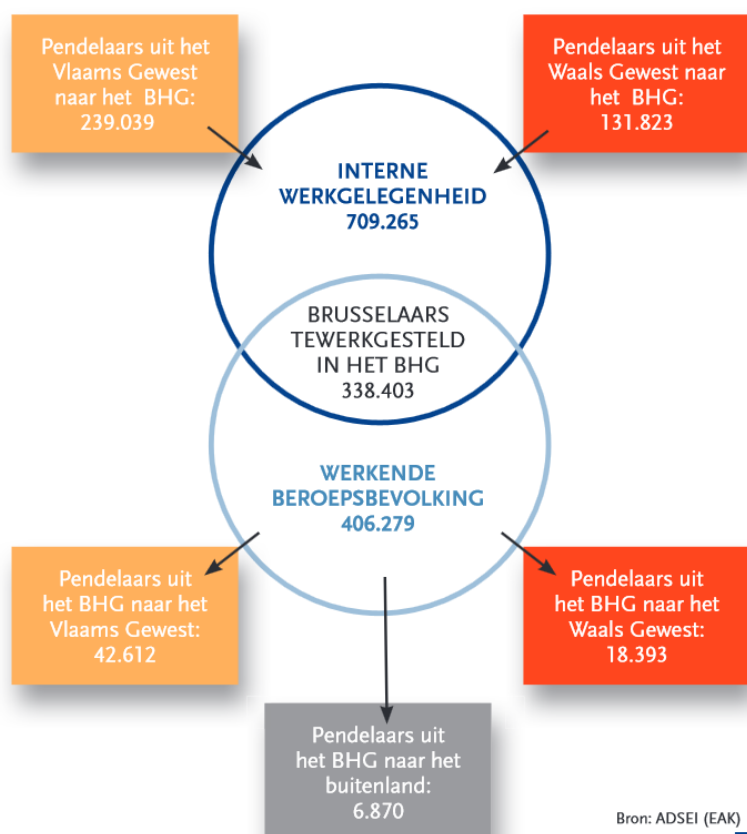 Pendelaars uit het
Vlaams Gewest
naar het BHG:
239.039
Pendelaars uit het
Waals Gewest naar
het BHG:
131.823
INTERNE
WERKGELEGENHEID
709.265
BRUSSELAARS
TEWERKGESTELD
IN HET BHG
338.403
WERKENDE
BEROEPSBEVOLKING
406.279
Pendelaars uit
het BHG naar het
Vlaams Gewest:
42.612
Pendelaars uit
het BHG naar het
Waals Gewest:
18.393
Pendelaars uit
het BHG naar het
buitenland:
6.870
Bron: ADSEI (EAK)